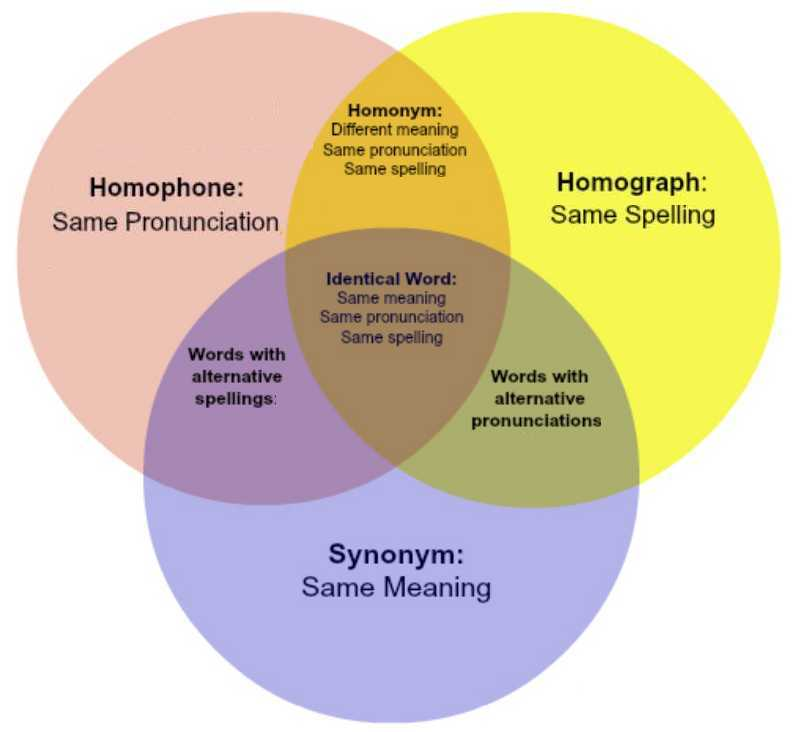 Homonym:
Different meaning
Same pronunciation
Same spelling
Homophone:
Same Pronunciation
Homograph:
Same Spelling
Identical Word:
Same meaning
Same pronunciation
Same spelling
Words with
alternative
spellings:
Words with
alternative
pronunciations
Synonym:
Same Meaning